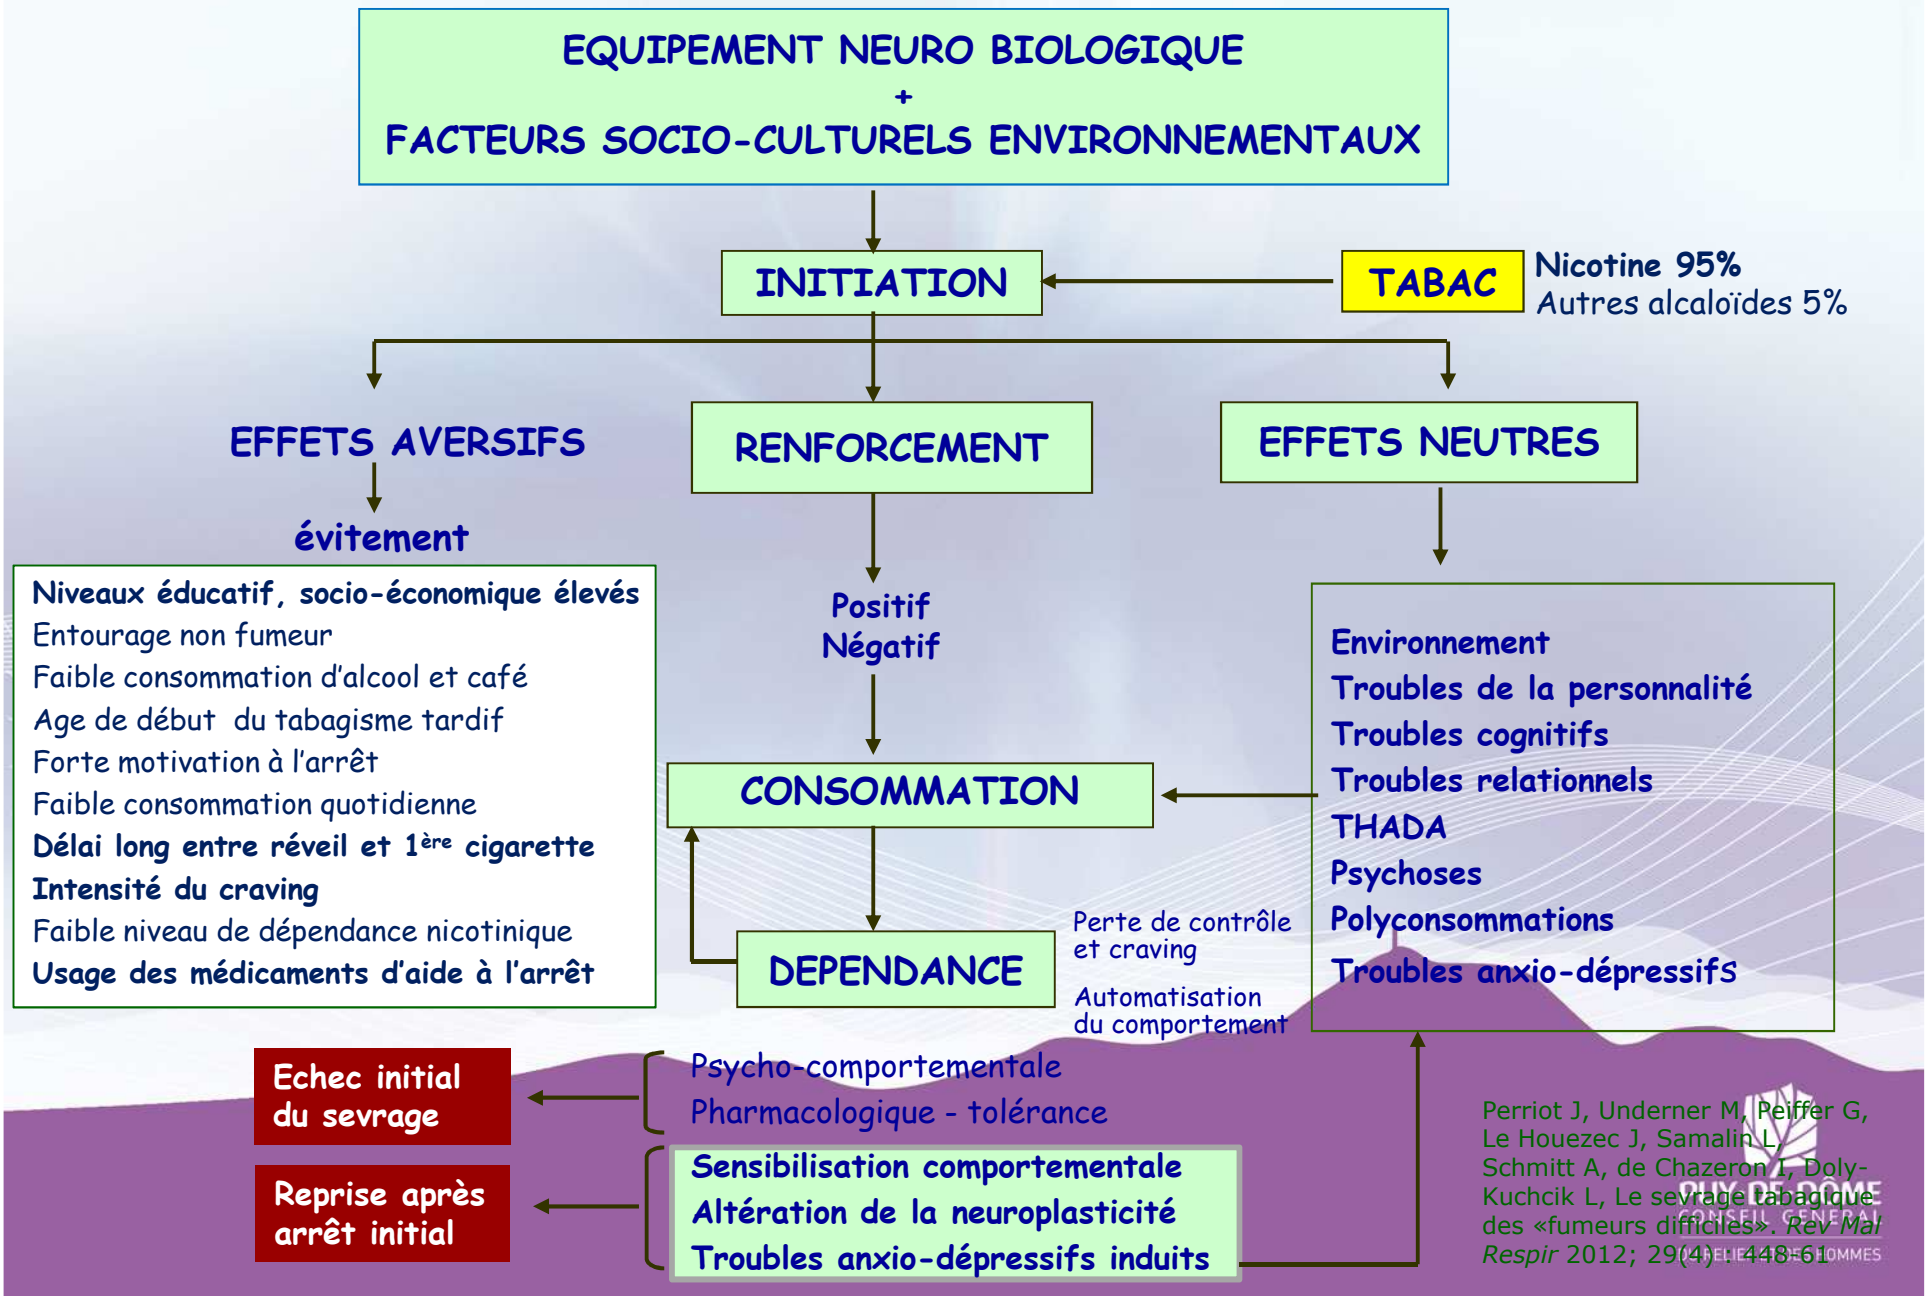 EQUIPEMENT NEURO BIOLOGIQUE
+
FACTEURS SOCIO-CULTURELS ENVIRONNEMENTAUX
INITIATION
TABAC
Nicotine 95%
Autres alcaloïdes 5%
EFFETS AVERSIFS
RENFORCEMENT
EFFETS NEUTRES
évitement
Niveaux éducatif, socio-économique élevés
Entourage non fumeur
Faible consommation d'alcool et café
Age de début du tabagisme tardif
Forte motivation à l'arrêt
Faible consommation quotidienne
Délai long entre réveil et 1ère cigarette
Intensité du craving
Faible niveau de dépendance nicotinique
Usage des médicaments d'aide à l'arrêt
Positif
Négatif
CONSOMMATION
DEPENDANCE
Perte de contrôle
et craving
Automatisation
du comportement
Environnement
Troubles de la personnalité
Troubles cognitifs
Troubles relationnels
THADA
Psychoses
Polyconsommations
Troubles anxio-dépressifs
Echec initial
du sevrage
Psycho-comportementale
Pharmacologique - tolérance
Reprise après
arrêt initial
Sensibilisation comportementale
Altération de la neuroplasticité
Troubles anxio-dépressifs induits
Perriot J, Underner M, Peiffer G,
Le Houezec J, Samalin L,
Schmitt A, de Chazeron I, Doly-
Kuchcik L, Le sevrage tabagique
des «fumeurs difficiles». Rev Mal
Respir 2012; 29(4) : 448-61
PUY-DE-DÔME
CONSEIL GENERAL
HOMMES